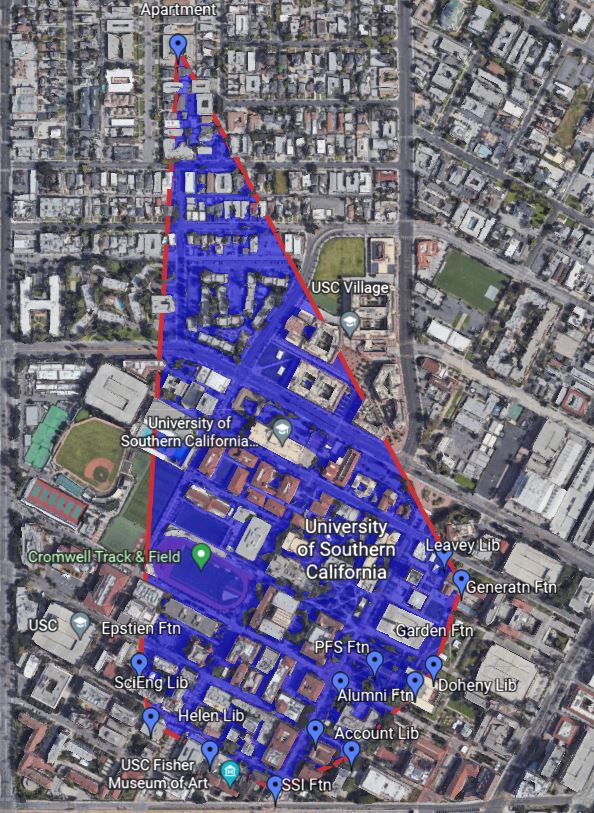 Apartment
USC Village
University of
Southern California...
University
of Southern
California
Leavey Lib
Cromwell Track & Field
Generatn Ftn
USC
Epstien Ftn
Garden Ftn
PFS Ftn
SciEng Lib
Alumni Ftn
Doheny Lib
Helen Lib
Account Lib
USC Fisher
Museum of Art
SSI Ftn